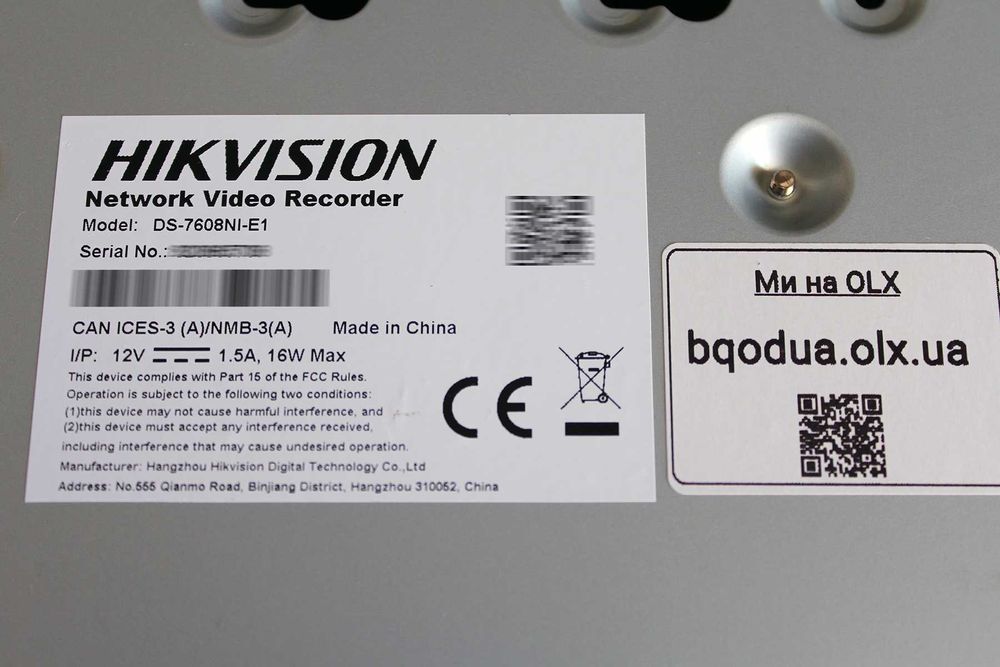 HIKVISION
Network Video Recorder
Model: DS-7608NI-E1
Serial No.:
CAN ICES-3 (A)/NMB-3(A) Made in China
I/P: 12V 1.5A, 16W Max
This device complies with Part 15 of the FCC Rules.
Operation is subject to the following two conditions:
(1)this device may not cause harmful interference, and
(2)this device must accept any interference received,
including interference that may cause undesired operation.
Manufacturer: Hangzhou Hikvision Digital Technology Co.,Ltd
Address: No.555 Qianmo Road, Binjiang District, Hangzhou 310052, China
CE
Ми на OLX
bqodua.olx.ua